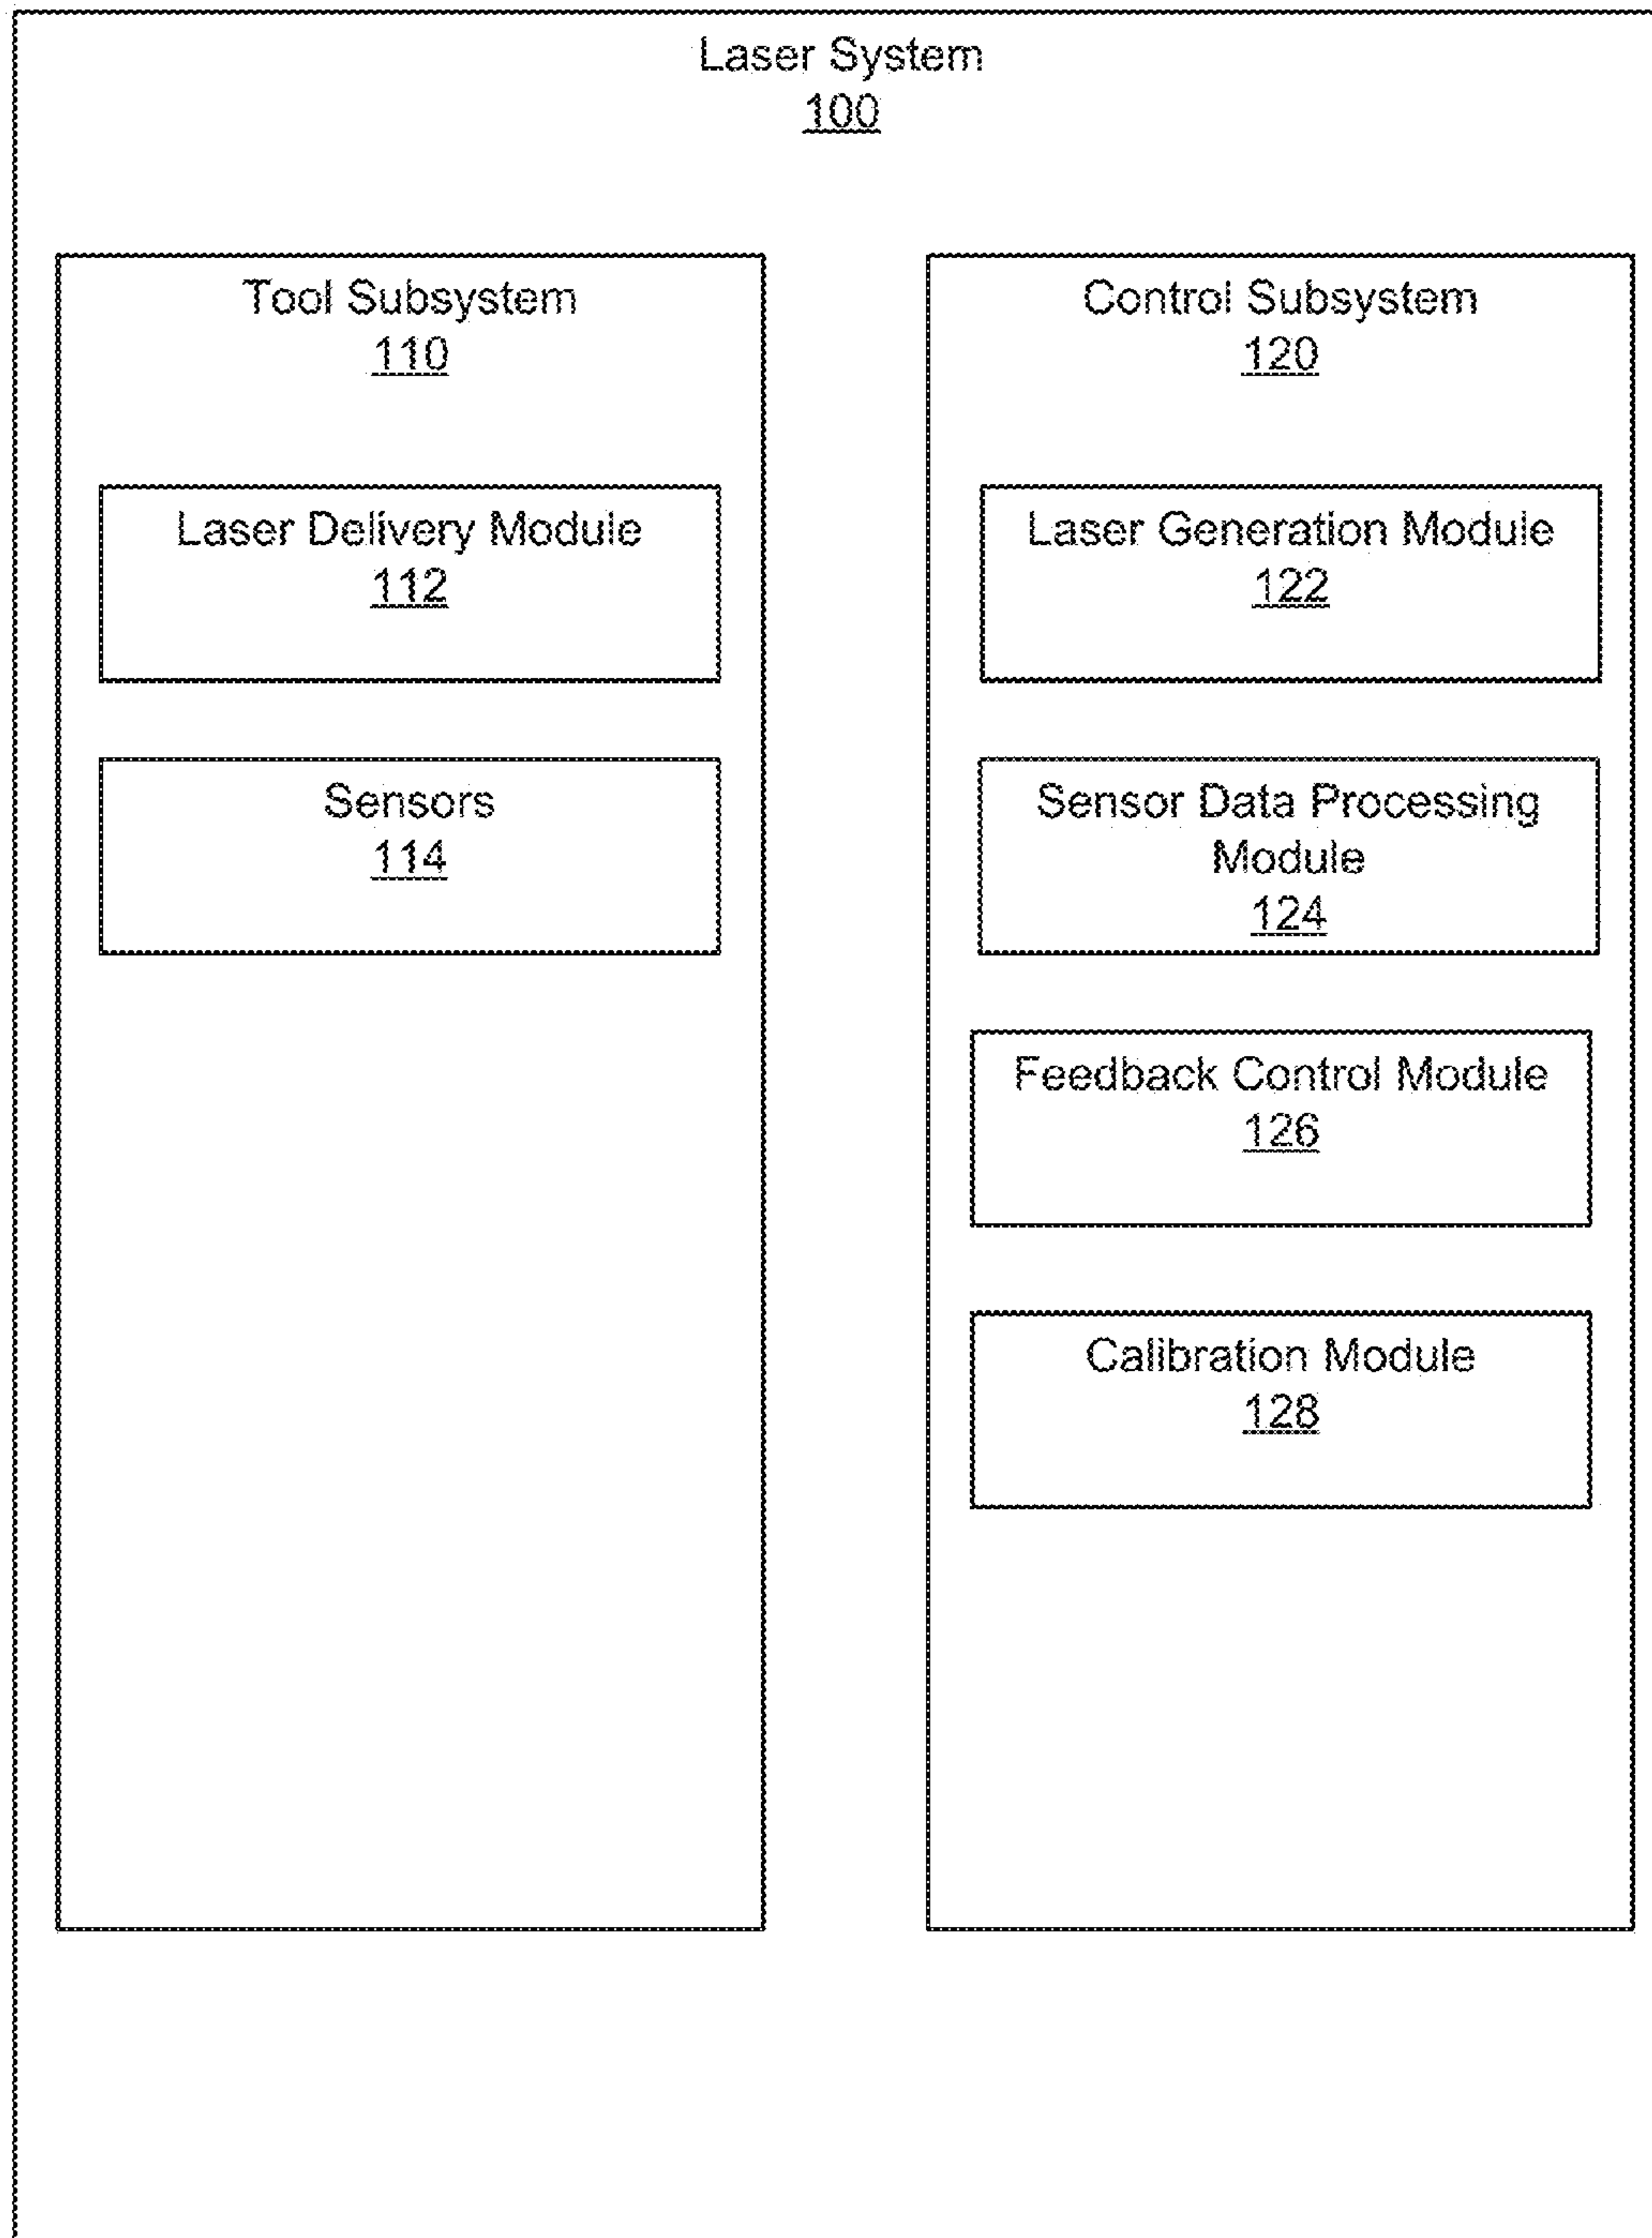 Laser System
100
Tool Subsystem
110
Laser Delivery Module
112
Sensors
114
Control Subsystem
120
Laser Generation Module
122
Sensor Data Processing
Module
124
Feedback Control Module
126
Calibration Module
128